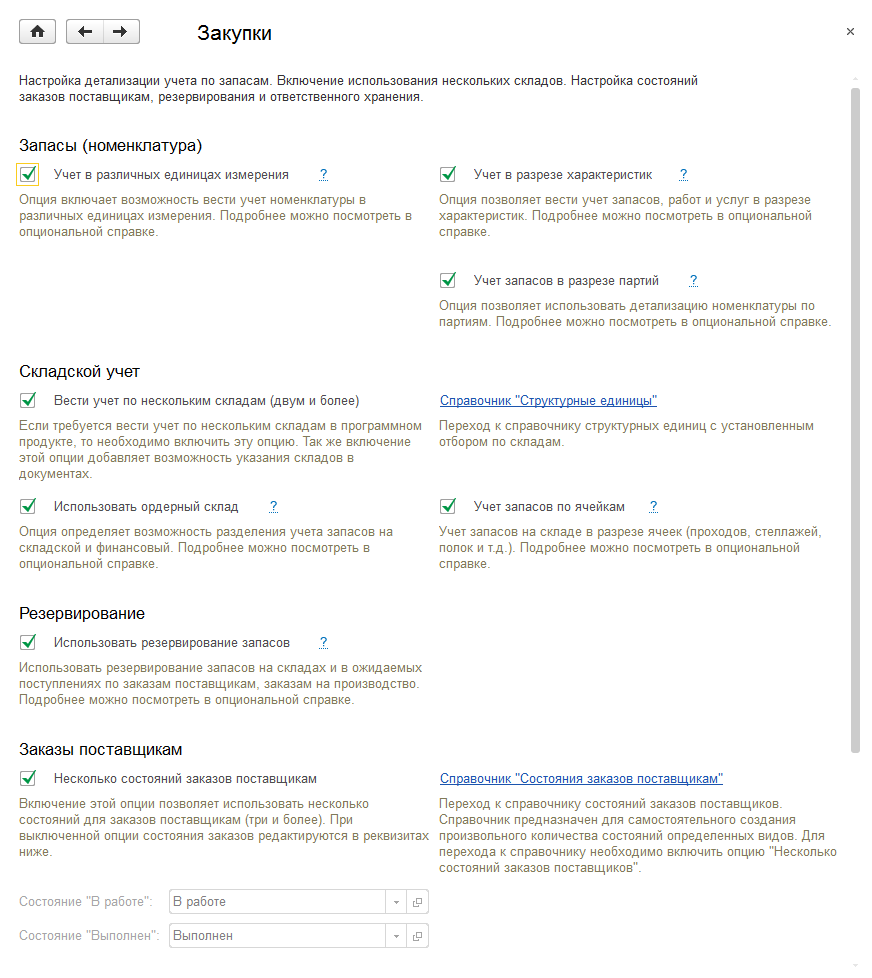 Закупки
Настройка детализации учета по запасам. Включение использования нескольких складов. Настройка состояний
заказов поставщикам, резервирования и ответственного хранения.
Запасы (номенклатура)
Учет в различных единицах измерения ?
Опция включает возможность вести учет номенклатуры в
различных единицах измерения. Подробнее можно посмотреть в
опциональной справке.
Учет в разрезе характеристик ?
Опция позволяет вести учет запасов, работ и услуг в разрезе
характеристик. Подробнее можно посмотреть в опциональной
справке.
Учет запасов в разрезе партий ?
Опция позволяет использовать детализацию номенклатуры по
партиям. Подробнее можно посмотреть в опциональной справке.
Складской учет
Вести учет по нескольким складам (двум и более)
Если требуется вести учет по нескольким складам в программном
продукте, то необходимо включить эту опцию. Так же включение
этой опции добавляет возможность указания складов в
документах.
Справочник "Структурные единицы"
Переход к справочнику структурных единиц с установленным
отбором по складам.
Использовать ордерный склад ?
Опция определяет возможность разделения учета запасов на
складской и финансовый. Подробнее можно посмотреть в
опциональной справке.
Учет запасов по ячейкам ?
Учет запасов на складе в разрезе ячеек (проходов, стеллажей,
полок и т.д.). Подробнее можно посмотреть в опциональной
справке.
Резервирование
Использовать резервирование запасов ?
Использовать резервирование запасов на складах и в ожидаемых
поступлениях по заказам поставщикам, заказам на производство.
Подробнее можно посмотреть в опциональной справке.
Заказы поставщикам
Несколько состояний заказов поставщикам
Включение этой опции позволяет использовать несколько
состояний для заказов поставщикам (три и более). При
выключенной опции состояния заказов редактируются в реквизитах
ниже.
Справочник "Состояния заказов поставщикам"
Переход к справочнику состояний заказов поставщиков.
Справочник предназначен для самостоятельного создания
произвольного количества состояний определенных видов. Для
перехода к справочнику необходимо включить опцию "Несколько
состояний заказов поставщиков".
Состояние "В работе": В работе
Состояние "Выполнен": Выполнен